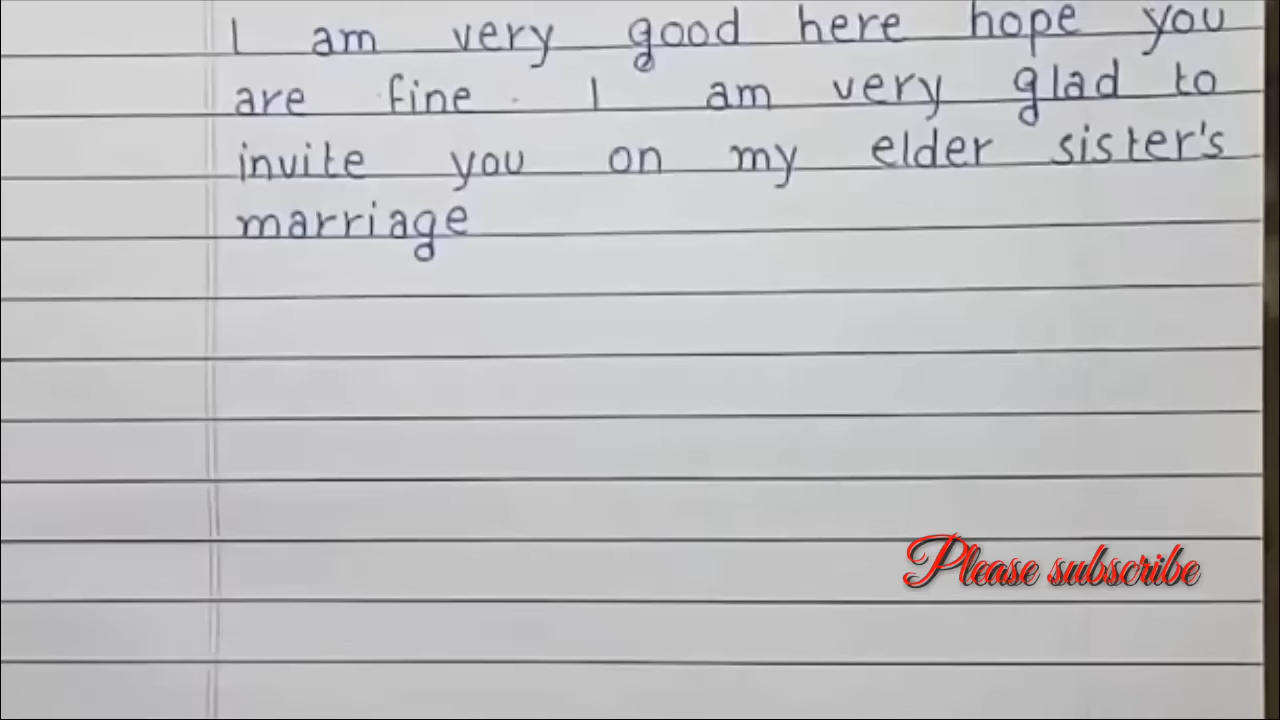 I am very good here hope you
are fine. I am very glad to
invite you on my elder sister's
marriage
Please subscribe